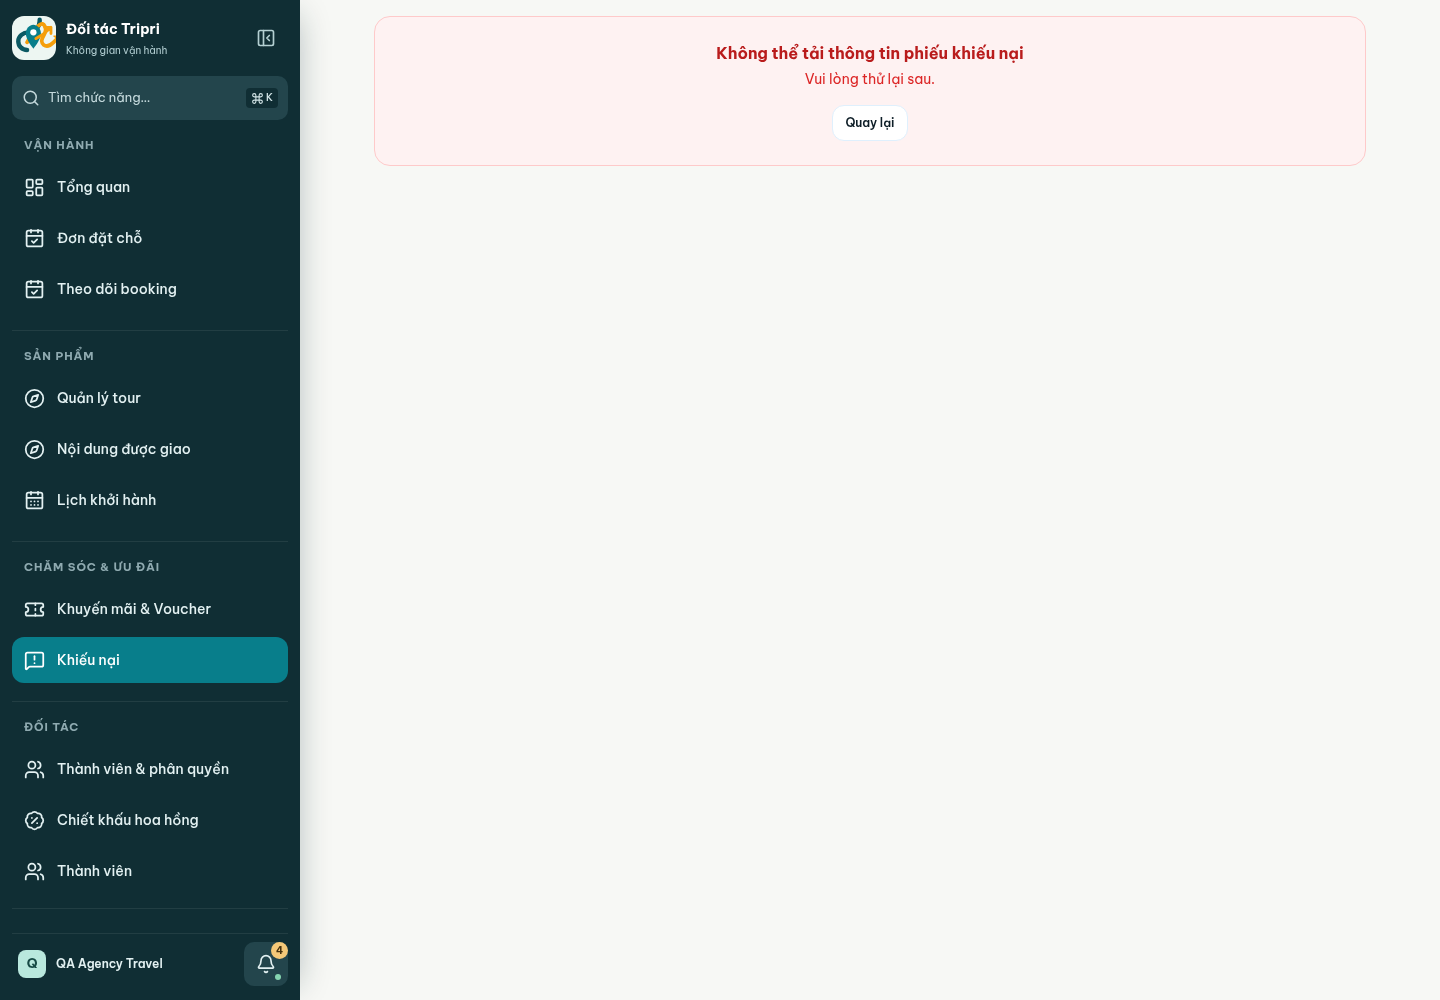 Đối tác Tripri
Không gian vận hành
Tìm chức năng...
⌘ K
VẬN HÀNH
Tổng quan
Đơn đặt chỗ
Theo dõi booking
SẢN PHẨM
Quản lý tour
Nội dung được giao
Lịch khởi hành
CHĂM SÓC & ƯU ĐÃI
Khuyến mãi & Voucher
Khiếu nại
ĐỐI TÁC
Thành viên & phân quyền
Chiết khấu hoa hồng
Thành viên
Q
QA Agency Travel
4
Không thể tải thông tin phiếu khiếu nại
Vui lòng thử lại sau.
Quay lại